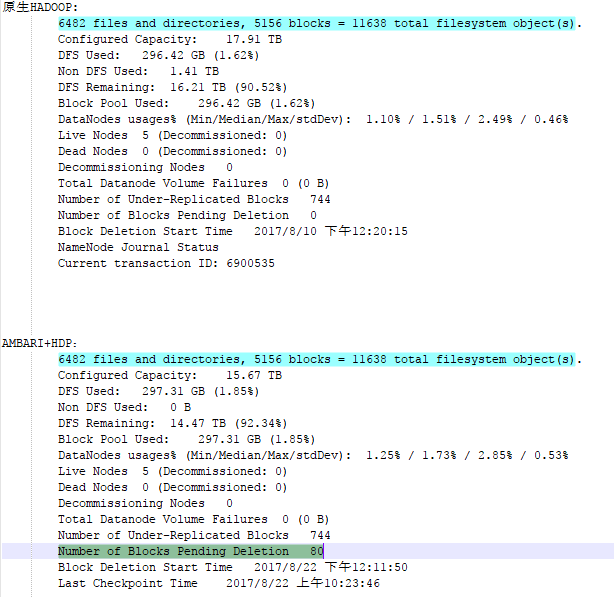 原生HADOOP:
6482 files and directories, 5156 blocks = 11638 total filesystem object(s).
Configured Capacity: 17.91 TB
DFS Used: 296.42 GB (1.62%)
Non DFS Used: 1.41 TB
DFS Remaining: 16.21 TB (90.52%)
Block Pool Used: 296.42 GB (1.62%)
DataNodes usages% (Min/Median/Max/stdDev): 1.10% / 1.51% / 2.49% / 0.46%
Live Nodes 5 (Decommissioned: 0)
Dead Nodes 0 (Decommissioned: 0)
Decommissioning Nodes 0
Total Datanode Volume Failures 0 (0 B)
Number of Under-Replicated Blocks 744
Number of Blocks Pending Deletion 0
Block Deletion Start Time 2017/8/10 下午12:20:15
NameNode Journal Status
Current transaction ID: 6900535
AMBARI+HDP:
6482 files and directories, 5156 blocks = 11638 total filesystem object(s).
Configured Capacity: 15.67 TB
DFS Used: 297.31 GB (1.85%)
Non DFS Used: 0 B
DFS Remaining: 14.47 TB (92.34%)
Block Pool Used: 297.31 GB (1.85%)
DataNodes usages% (Min/Median/Max/stdDev): 1.25% / 1.73% / 2.85% / 0.53%
Live Nodes 5 (Decommissioned: 0)
Dead Nodes 0 (Decommissioned: 0)
Decommissioning Nodes 0
Total Datanode Volume Failures 0 (0 B)
Number of Under-Replicated Blocks 744
Number of Blocks Pending Deletion 80
Block Deletion Start Time 2017/8/22 下午12:11:50
Last Checkpoint Time 2017/8/22 上午10:23:46